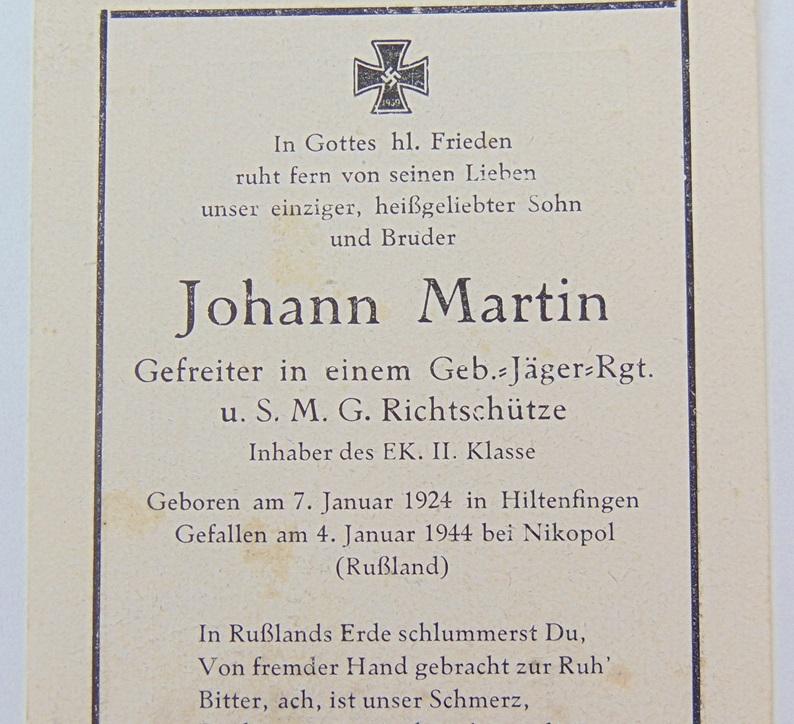 1939
In Gottes hl. Frieden
ruht fern von seinen Lieben
unser einziger, heißgeliebter Sohn
und Bruder
Johann Martin
Gefreiter in einem Geb.-Jäger-Rgt.
u. S. M. G. Richtschütze
Inhaber des EK. II. Klasse
Geboren am 7. Januar 1924 in Hiltenfingen
Gefallen am 4. Januar 1944 bei Nikopol
(Rußland)
In Rußlands Erde schlummerst Du,
Von fremder Hand gebracht zur Ruh'
Bitter, ach, ist unser Schmerz,